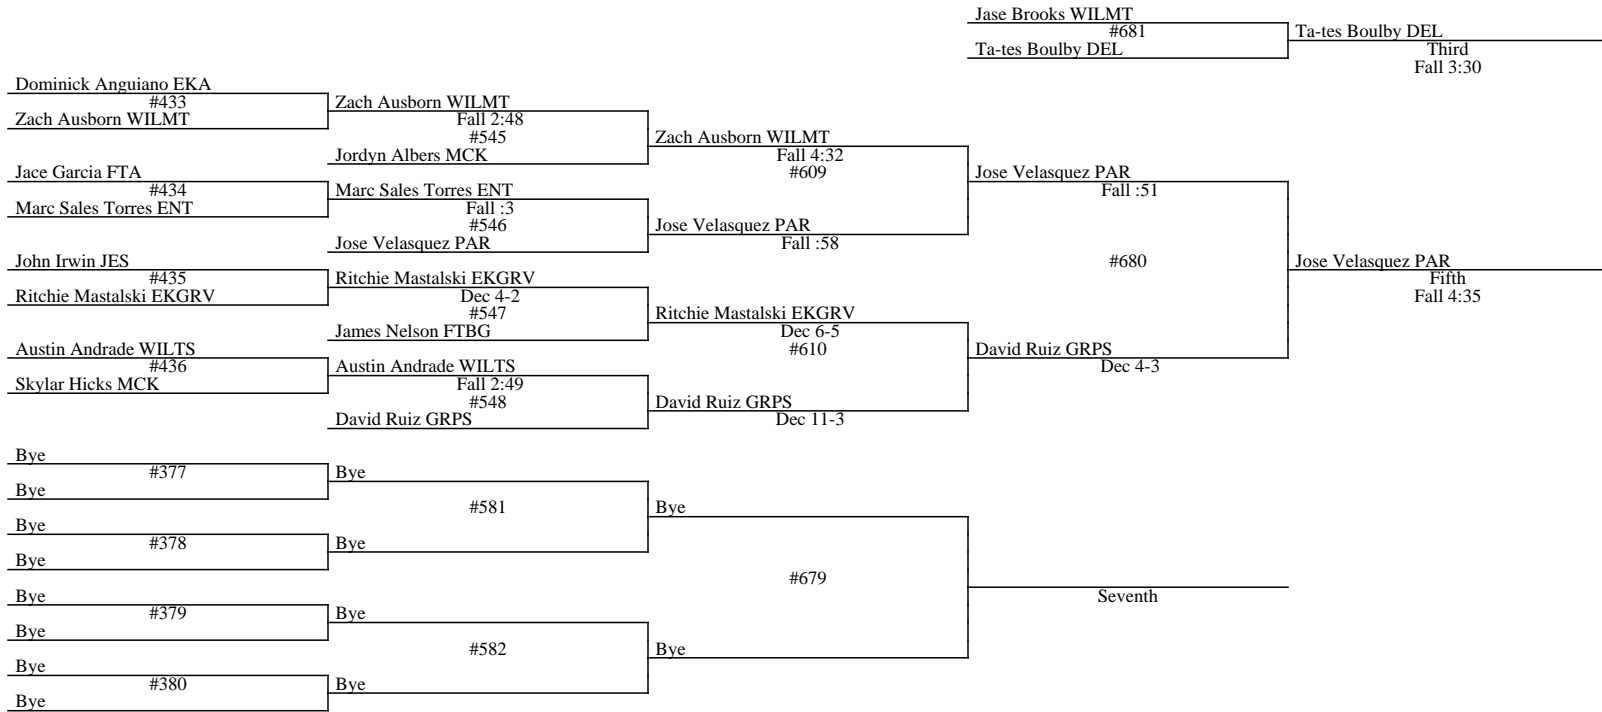 Jase Brooks WILMT
#681
Ta-tes Boulby DEL
Ta-tes Boulby DEL
Third
Fall 3:30
Dominick Anguiano EKA
#433
Zach Ausborn WILMT
Jace Garcia FTA
#434
Marc Sales Torres ENT
John Irwin JES
#435
Ritchie Mastalski EKGRV
Austin Andrade WILTS
#436
Skylar Hicks MCK
Zach Ausborn WILMT
Fall 2:48
#545
Jordyn Albers MCK
Marc Sales Torres ENT
Fall :3
#546
Jose Velasquez PAR
Ritchie Mastalski EKGRV
Dec 4-2
#547
James Nelson FTBG
Austin Andrade WILTS
Fall 2:49
#548
David Ruiz GRPS
Zach Ausborn WILMT
Fall 4:32
#609
Jose Velasquez PAR
Fall :58
Ritchie Mastalski EKGRV
Dec 6-5
#610
David Ruiz GRPS
Dec 11-3
Jose Velasquez PAR
Fall :51
#680
David Ruiz GRPS
Dec 4-3
Jose Velasquez PAR
Fifth
Fall 4:35
Bye
#377
Bye
Bye
#378
Bye
Bye
#379
Bye
Bye
#380
Bye
Bye
#581
Bye
Bye
#582
Bye
Bye
#679
Bye
Seventh